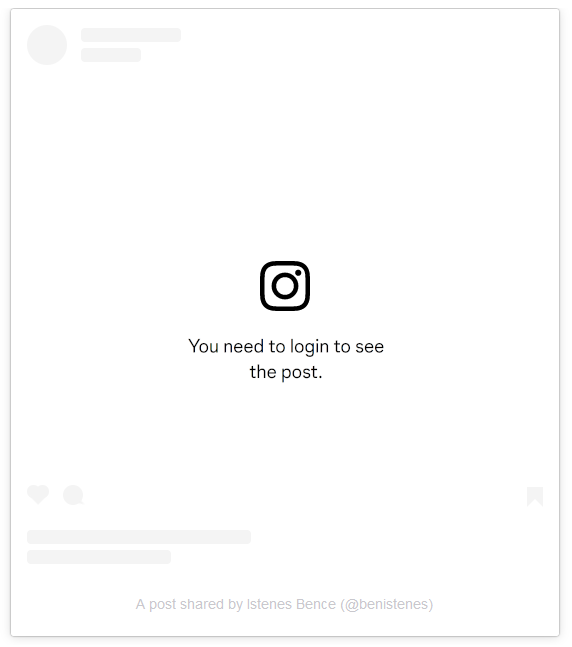 You need to login to see
the post.
A post shared by Istenes Bence (@benistenes)